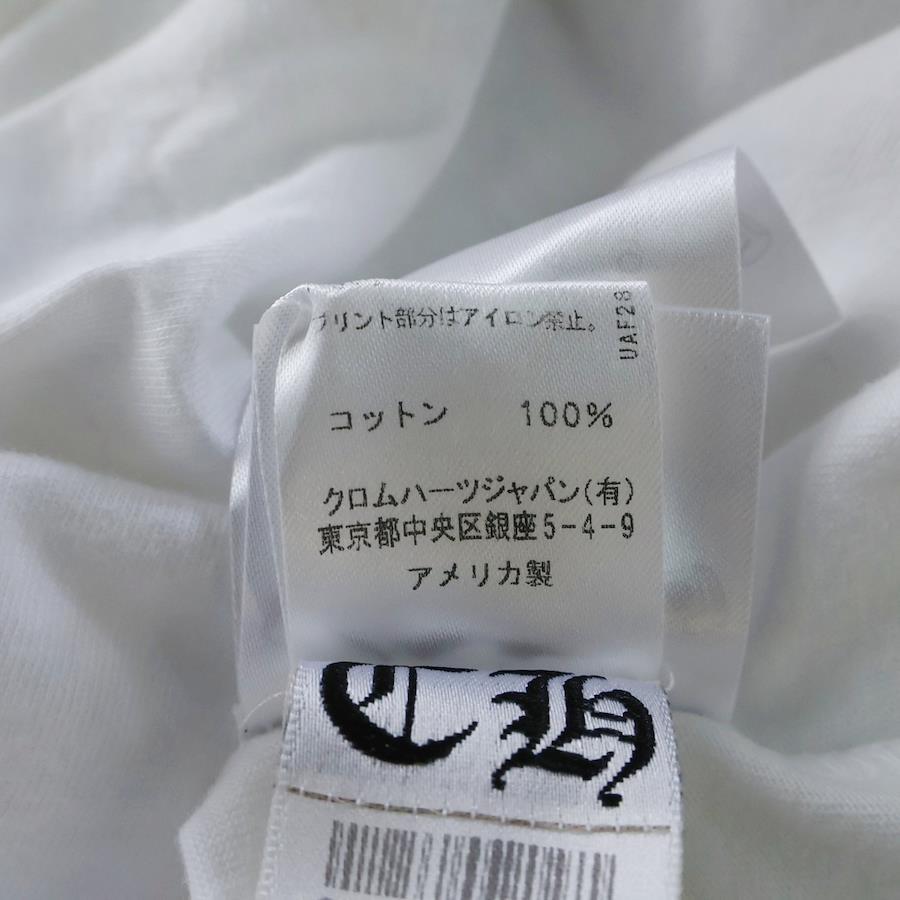 プリント部分はアイロン禁止。
UAF28
コットン 100%
クロムハーツジャパン(有)
東京都中央区銀座5-4-9
アメリカ製
CH